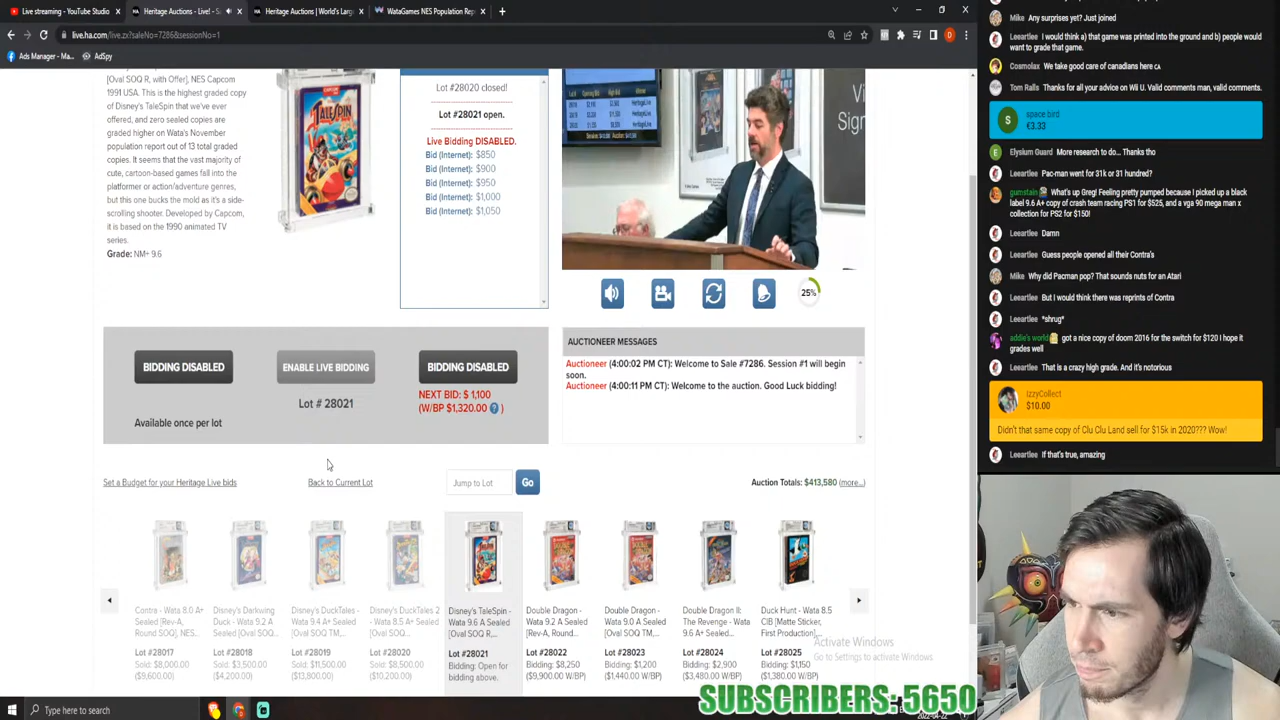 Live streaming - YouTube Studio
Heritage Auctions - Live! - Sa
Heritage Auctions | World's Larg
WataGames NES Population Rep
live.ha.com/live.zx?saleNo=7286&sessionNo=1
Ads Manager - Ma...
AdSpy
[Oval SOQ R, with Offer], NES Capcom
1991 USA. This is the highest graded copy
of Disney's TaleSpin that we've ever
offered, and zero sealed copies are
graded higher on Wata's November
population report out of 13 total graded
copies. It seems that the vast majority of
cute, cartoon-based games fall into the
platformer or action/adventure genres,
but this one bucks the mold as it's a side-
scrolling shooter. Developed by Capcom,
it is based on the 1990 animated TV
series.
Grade: NM+ 9.6
TALESPIN
Lot #28020 closed!
Lot #28021 open.
Live Bidding DISABLED.
Bid (Internet): $850
Bid (Internet): $900
Bid (Internet): $950
Bid (Internet): $1,000
Bid (Internet): $1,050
25%
BIDDING DISABLED
ENABLE LIVE BIDDING
BIDDING DISABLED
Lot # 28021
NEXT BID: $ 1,100
(W/BP $1,320.00 ? )
Available once per lot
AUCTIONEER MESSAGES
Auctioneer (4:00:02 PM CT): Welcome to Sale #7286. Session #1 will begin
soon.
Auctioneer (4:00:11 PM CT): Welcome to the auction. Good Luck bidding!
Set a Budget for your Heritage Live bids
Back to Current Lot
Jump to Lot
Go
Auction Totals: $413,580 (more...)
Contra - Wata 8.0 A+
Sealed [Rev-A,
Round SOQ], NES...
Lot #28017
Sold: $8,000.00
($9,600.00)
Disney's Darkwing
Duck - Wata 9.2 A
Sealed [Oval SOQ...
Lot #28018
Sold: $3,500.00
($4,200.00)
Disney's DuckTales -
Wata 9.4 A+ Sealed
[Oval SOQ TM,...
Lot #28019
Sold: $11,500.00
($13,800.00)
Disney's DuckTales 2
- Wata 8.5 A Sealed
[Oval SOQ...
Lot #28020
Sold: $8,500.00
($10,200.00)
Disney's TaleSpin -
Wata 9.6 A Sealed
[Oval SOQ R,...
Lot #28021
Bidding: Open for
bidding above.
Double Dragon -
Wata 9.2 A Sealed
[Rev-A, Round...
Lot #28022
Bidding: $8,250
($9,900.00 W/BP)
Double Dragon -
Wata 9.0 A Sealed
[Oval SOQ TM,...
Lot #28023
Bidding: $1,200
($1,440.00 W/BP)
Double Dragon II:
The Revenge - Wata
9.6 A+ Sealed...
Lot #28024
Bidding: $2,900
($3,480.00 W/BP)
Duck Hunt - Wata 8.5
CIB [Matte Sticker,
First Production],...
Lot #28025
Bidding: $1,150
($1,380.00 W/BP)
Activate Windows
Go to Settings to activate Windows.
SUBSCRIBERS: 5650
Type here to search
Mike Any surprises yet? Just joined
Leeartlee I would think a) that game was printed into the ground and b) people would
want to grade that game.
Cosmolax We take good care of canadians here
Tom Ralls Thanks for all your advice on Wii U. Valid comments man, valid comments.
S space bird
€3.33
Elysium Guard More research to do... Thanks tho
Leeartlee Pac-man went for 31k or 31 hundred?
gumstain What's up Greg! Feeling pretty pumped because I picked up a black
label 9.6 A+ copy of crash team racing PS1 for $525, and a vga 90 mega man x
collection for PS2 for $150!
Leeartlee Damn
Leeartlee Guess people opened all their Contra's
Mike Why did Pacman pop? That sounds nuts for an Atari
Leeartlee But I would think there was reprints of Contra
Leeartlee *shrug*
addie's world got a nice copy of doom 2016 for the switch for $120 I hope it
grades well
Leeartlee That is a crazy high grade. And it's notorious
IzzyCollect
$10.00
Didn't that same copy of Clu Clu Land sell for $15k in 2020??? Wow!
Leeartlee If that's true, amazing